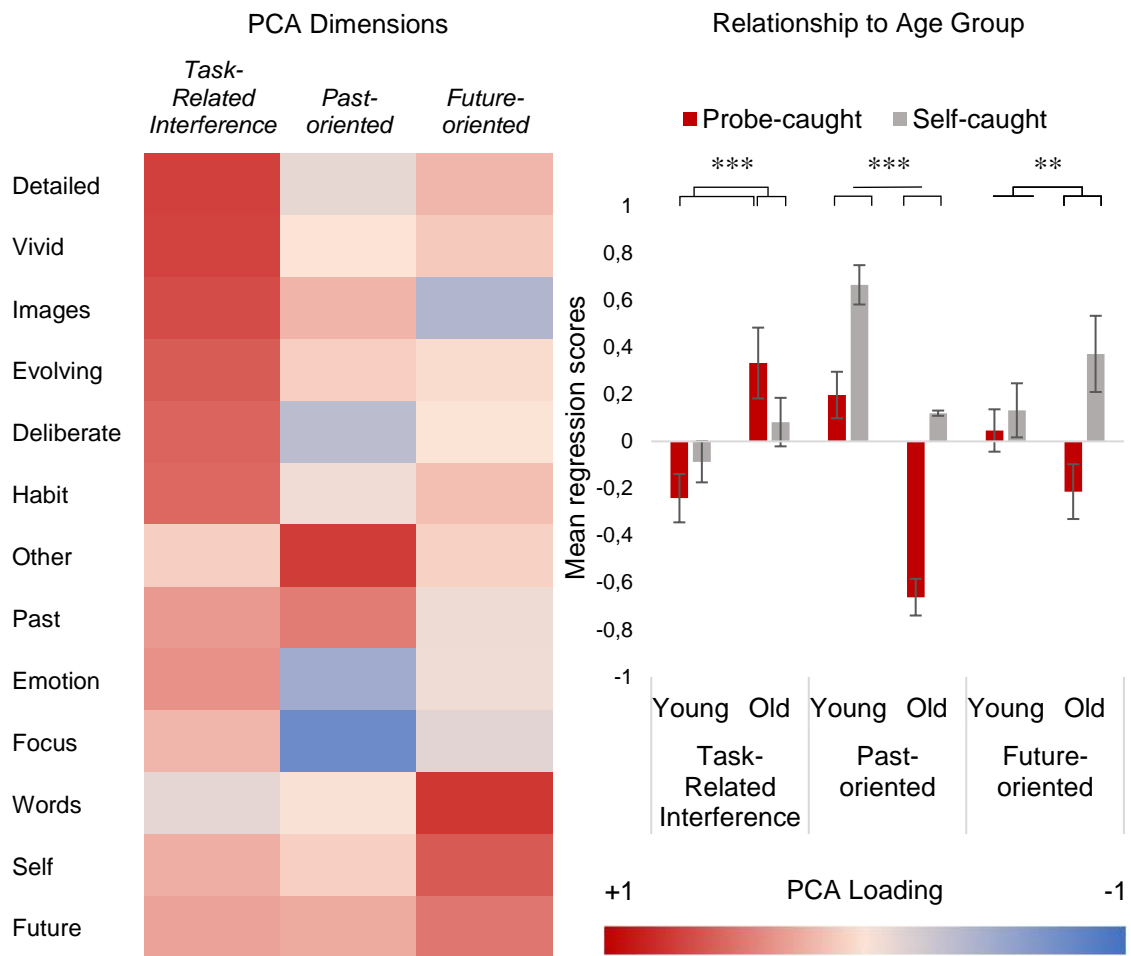 PCA Dimensions
Task-
Related
Interference
Past-
oriented
Future-
oriented
Detailed
Vivid
Images
Evolving
Deliberate
Habit
Other
Past
Emotion
Focus
Words
Self
Future
Relationship to Age Group
Probe-caught
Self-caught
***
***
**
Mean regression scores
1
0,8
0,6
0,4
0,2
0
-0,2
-0,4
-0,6
-0,8
-1
Young Old Young Old Young Old
Task-
Related
Interference
Past-
oriented
Future-
oriented
+1 PCA Loading -1